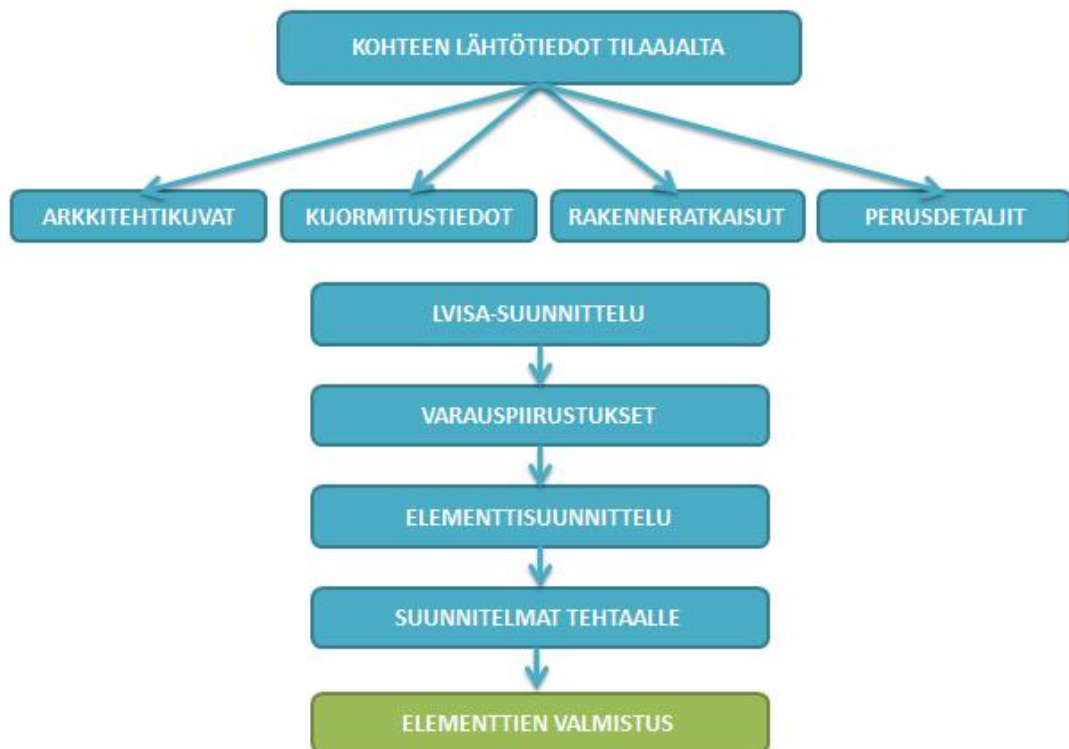 KOHTEEN LÄHTÖTIEDOT TILAAJALTA
ARKKITEHTIKUVAT
KUORMITUSTIEDOT
RAKENNERATKAISUT
PERUSDETALJIT
LVISA-SUUNNITTELU
VARAUSPIIRUSTUKSET
ELEMENTTISUUNNITTELU
SUUNNITELMAT TEHTAALLE
ELEMENTTIEN VALMISTUS